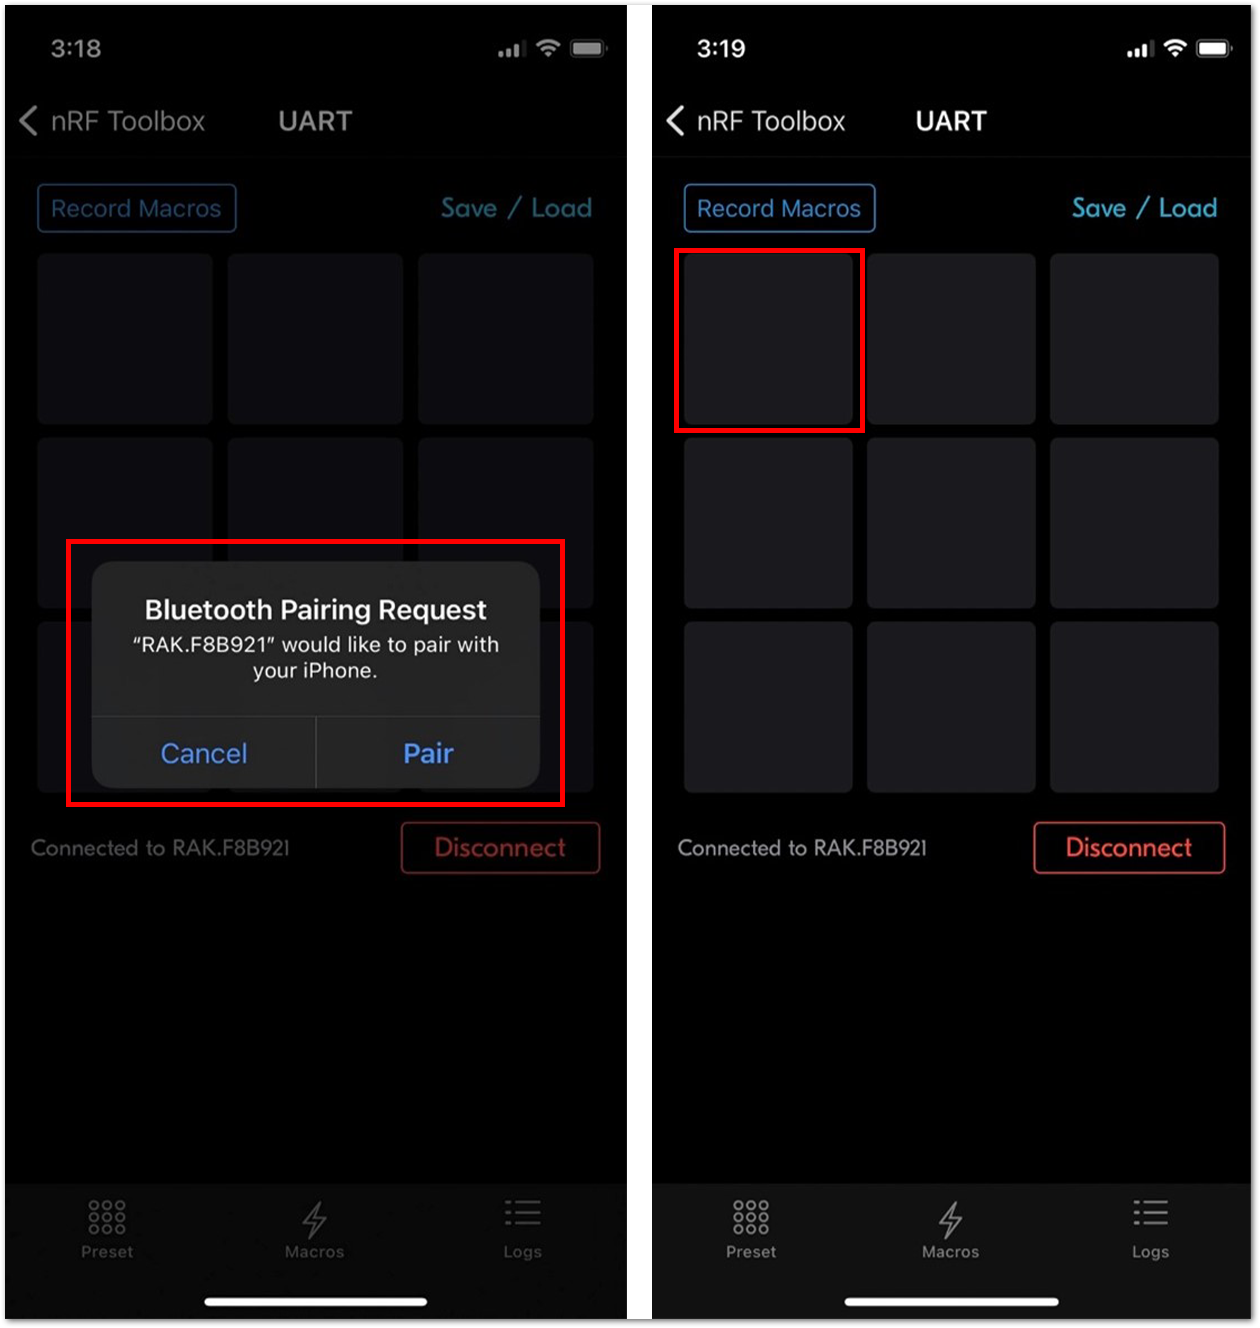 3:18
nRF Toolbox
UART
Record Macros
Save / Load
Bluetooth Pairing Request
“RAK.F8B921” would like to pair with
your iPhone.
Cancel
Pair
Connected to RAK.F8B921
Disconnect
Preset
Macros
Logs
3:19
nRF Toolbox
UART
Record Macros
Save / Load
Connected to RAK.F8B921
Disconnect
Preset
Macros
Logs